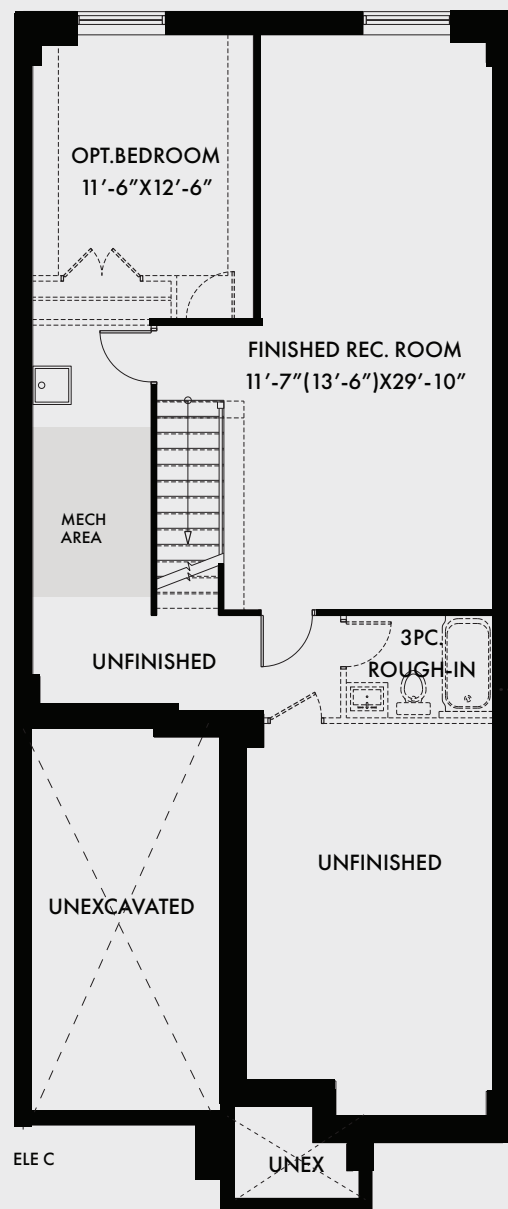 OPT.BEDROOM
11'-6"X12'-6"
FINISHED REC. ROOM
11'-7"(13'-6")X29'-10"
MECH
AREA
3PC.
ROUGH-IN
UNFINISHED
UNFINISHED
UNEXCAVATED
ELE C
UNEX